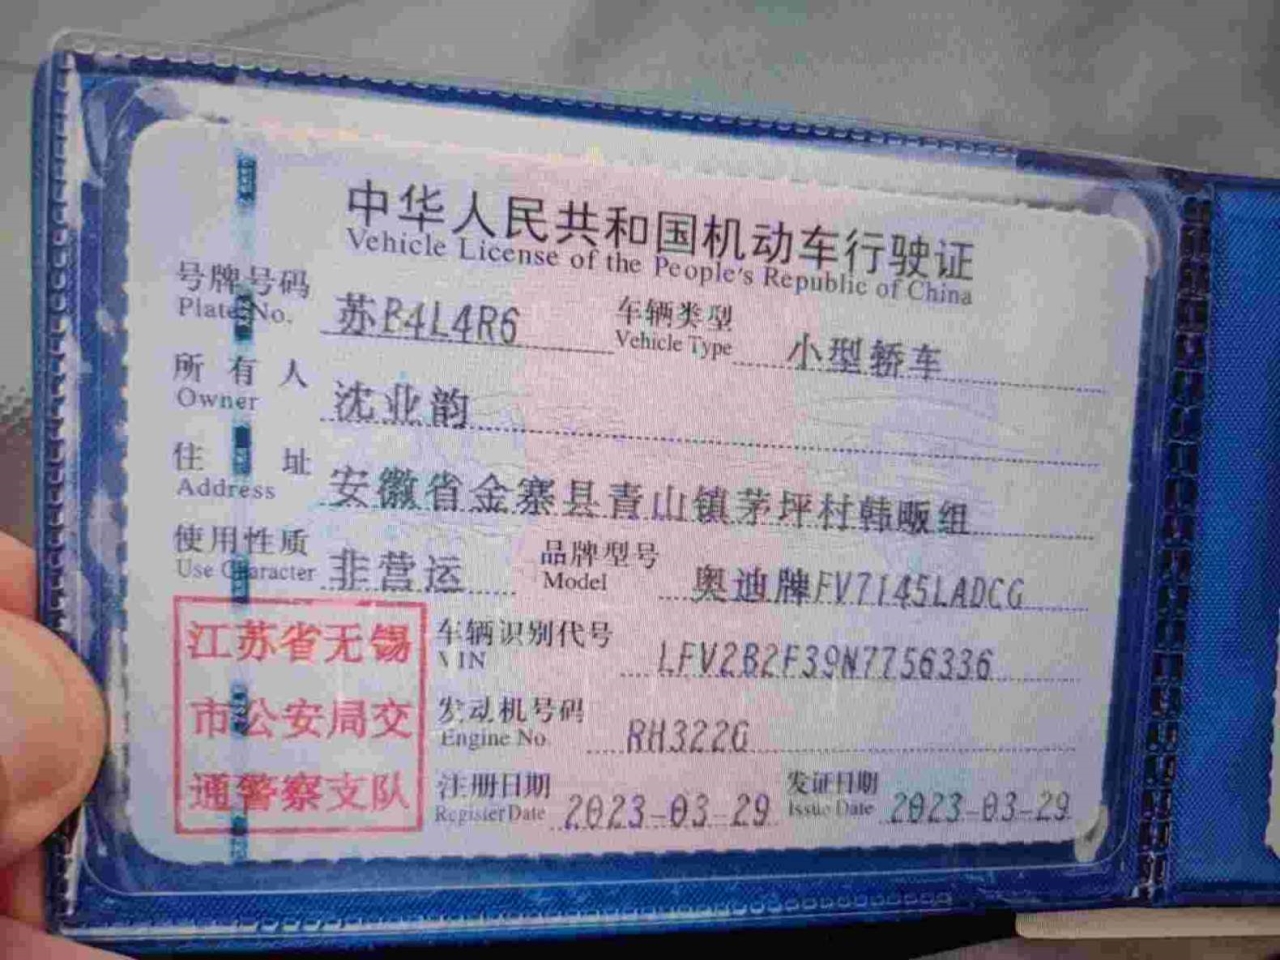 中华人民共和国机动车行驶证
Vehicle License of the People's Republic of China
号牌号码 苏B4L4R6 车辆类型 小型轿车
Plate No. Vehicle Type
所有人 沈业韵
Owner
住址 安徽省金寨县青山镇茅坪村韩畈组
Address
使用性质 非营运 品牌型号 奥迪牌FV7145LADCG
Use Character Model
江苏省无锡
市公安局交
通警察支队
车辆识别代号 LFV2B2F39N7756336
VIN
发动机号码 RH322G
Engine No.
注册日期 2023-03-29 发证日期 2023-03-29
Register Date Issue Date